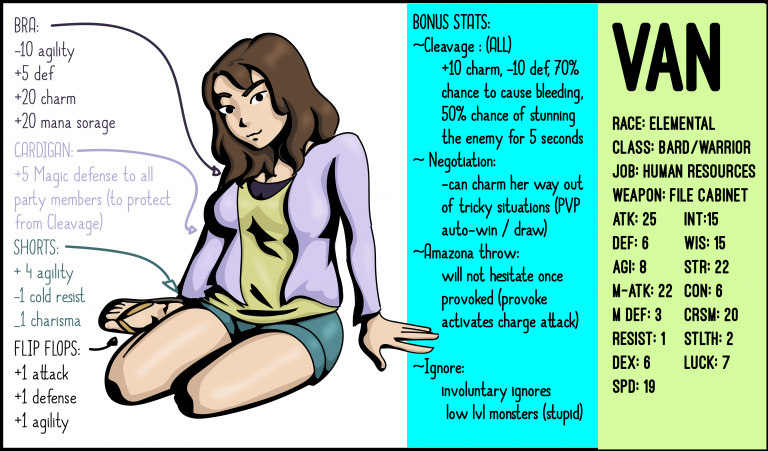 BRA:
-10 agility
+5 def
+20 charm
+20 mana sorage
CARDIGAN:
+5 Magic defense to all
party members (to protect
from Cleavage)
SHORTS:
+ 4 agility
-1 cold resist
_1 charisma
FLIP FLOPS:
+1 attack
+1 defense
+1 agility
BONUS STATS:
~Cleavage : (ALL)
+10 charm, -10 def, 70%
chance to cause bleeding,
50% chance of stunning
the enemy for 5 seconds
~ Negotiation:
-can charm her way out
of tricky situations (PVP
auto-win / draw)
~Amazona throw:
will not hesitate once
provoked (provoke
activates charge attack)
~Ignore:
involuntary ignores
low lvl monsters (stupid)
VAN
RACE: ELEMENTAL
CLASS: BARD/WARRIOR
JOB: HUMAN RESOURCES
WEAPON: FILE CABINET
ATK: 25 INT:15
DEF: 6 WIS: 15
AGI: 8 STR: 22
M-ATK: 22 CON: 6
M DEF: 3 CRSM: 20
RESIST: 1 STLTH: 2
DEX: 6 LUCK: 7
SPD: 19